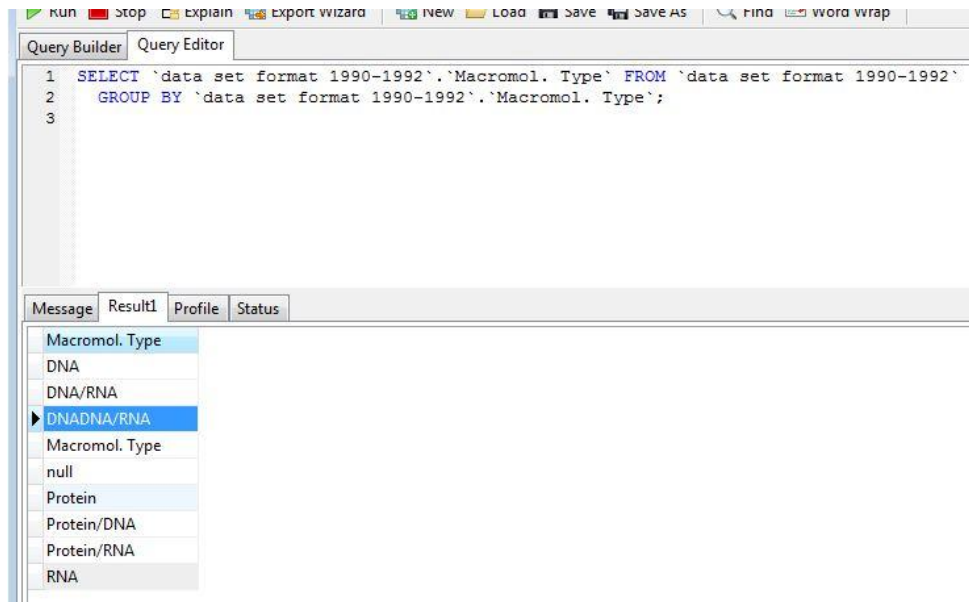 Run Stop Explain Export Wizard New Load Save Save As Find Word Wrap
Query Builder Query Editor
1 SELECT `data set format 1990-1992`.`Macromol. Type` FROM `data set format 1990-1992`
2 GROUP BY `data set format 1990-1992`.`Macromol. Type`;
3
Message Result1 Profile Status
Macromol. Type
DNA
DNA/RNA
DNADNA/RNA
Macromol. Type
null
Protein
Protein/DNA
Protein/RNA
RNA